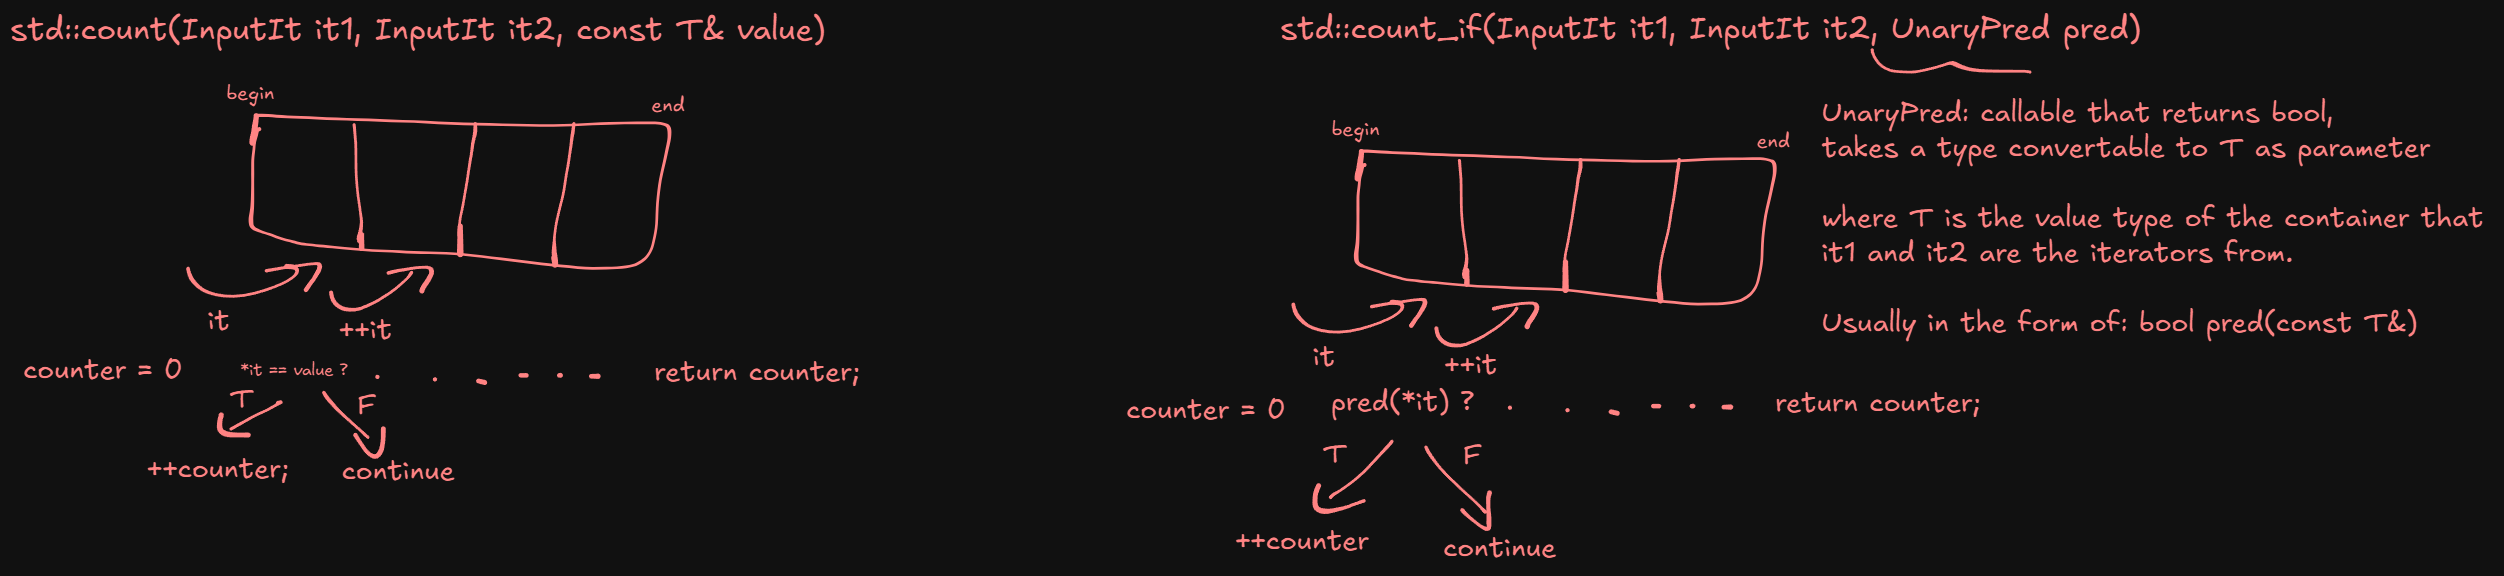 std::count(InputIt it1, InputIt it2, const T& value)
begin
end
it
++it
counter = 0
*it == value ?
return counter;
T
F
++counter;
continue
std::count_if(InputIt it1, InputIt it2, UnaryPred pred)
UnaryPred: callable that returns bool,
takes a type convertable to T as parameter
where T is the value type of the container that
it1 and it2 are the iterators from.
Usually in the form of: bool pred(const T&)
begin
end
it
++it
counter = 0
pred(*it) ?
return counter;
T
F
++counter
continue